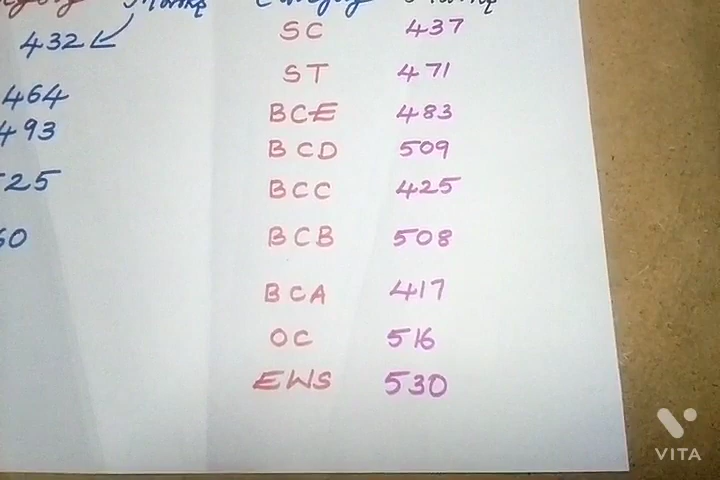 432
464
493
25
60
SC 437
ST 471
BCE 483
BCD 509
BCC 425
BCB 508
BCA 417
OC 516
EWS 530
VITA